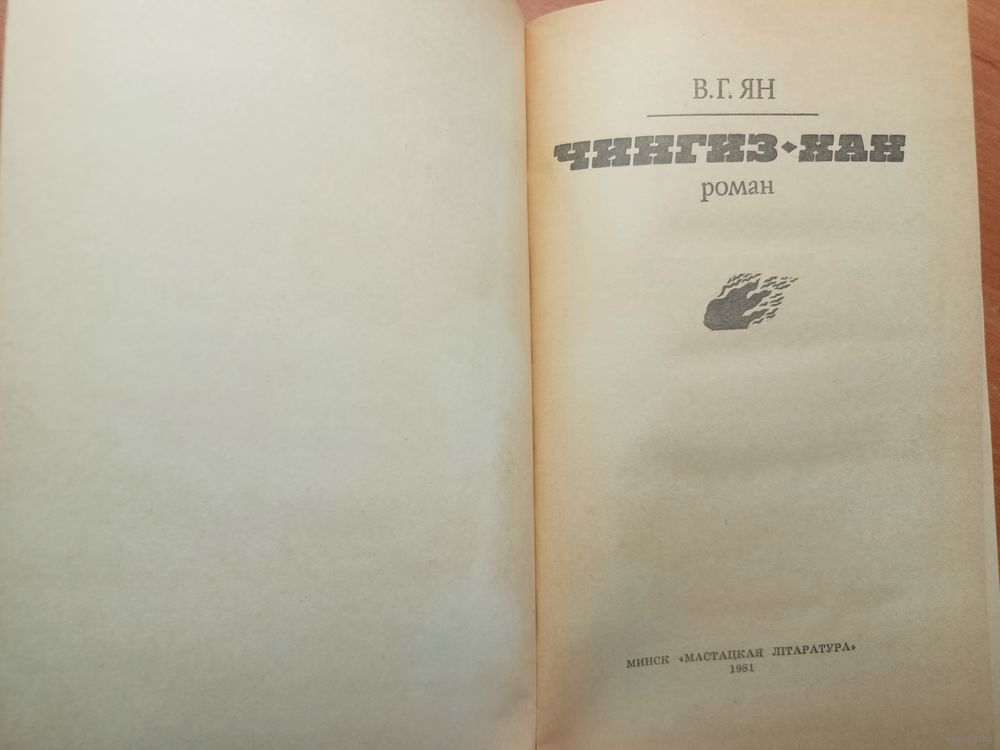 В.Г. ЯН
ЧИНГИЗ-ХАН
роман
МИНСК «МАСТАЦКАЯ ЛІТАРАТУРА»
1981